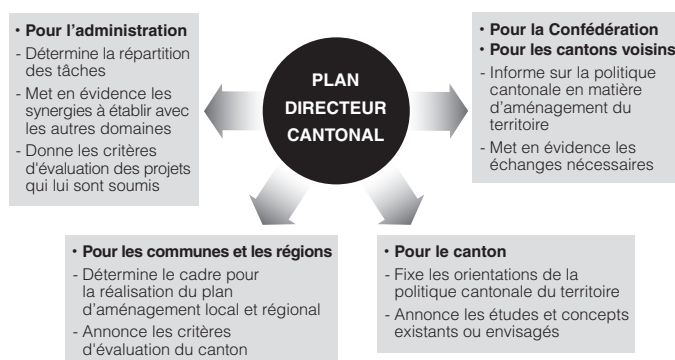 • Pour l'administration
- Détermine la répartition
des tâches
- Met en évidence les
synergies à établir avec
les autres domaines
- Donne les critères
d'évaluation des projets
qui lui sont soumis
PLAN
DIRECTEUR
CANTONAL
• Pour la Confédération
• Pour les cantons voisins
- Informe sur la politique
cantonale en matière
d'aménagement du
territoire
- Met en évidence les
échanges nécessaires
• Pour les communes et les régions
- Détermine le cadre pour
la réalisation du plan
d'aménagement local et régional
- Annonce les critères
d'évaluation du canton
• Pour le canton
- Fixe les orientations de la
politique cantonale du territoire
- Annonce les études et concepts
existants ou envisagés